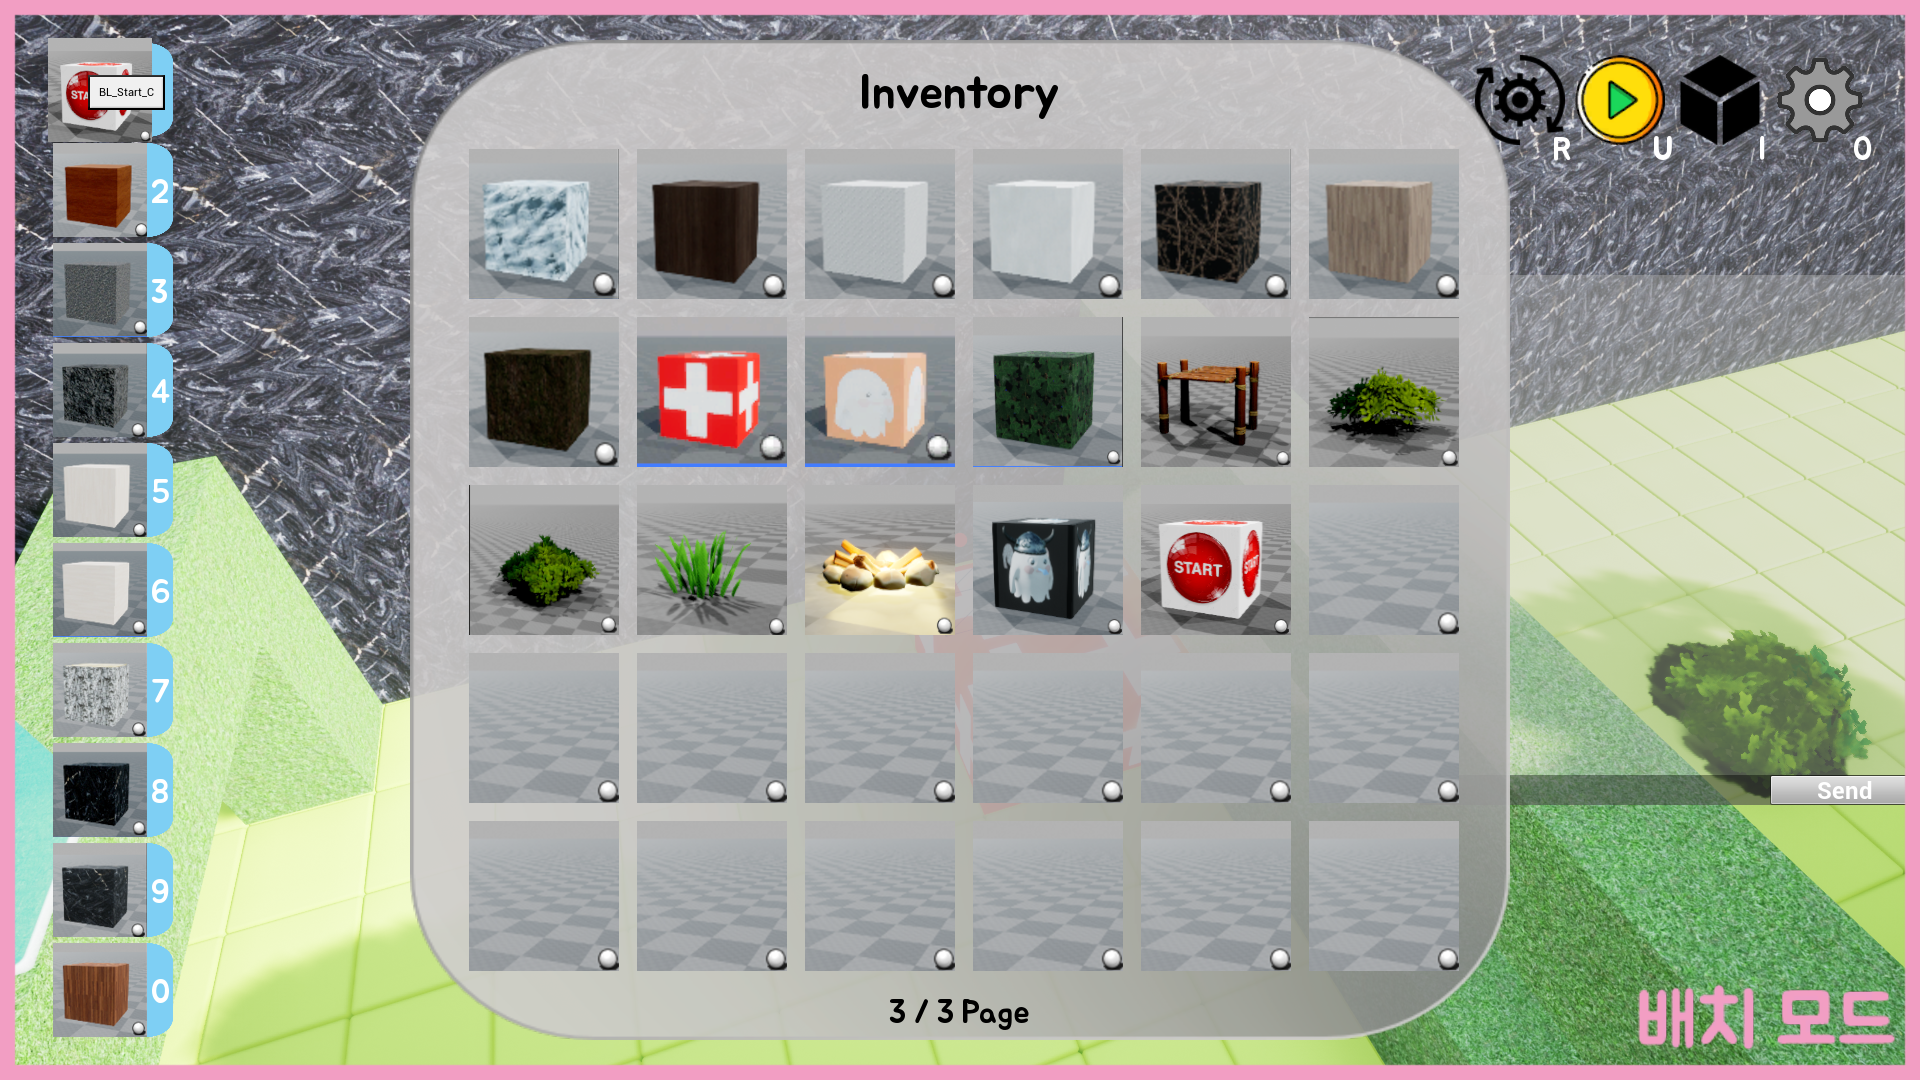 Inventory
BL_Start_C
STA
2
3
4
5
6
7
8
9
0
R
U
I
O
START
Send
3 / 3 Page
배치 모드